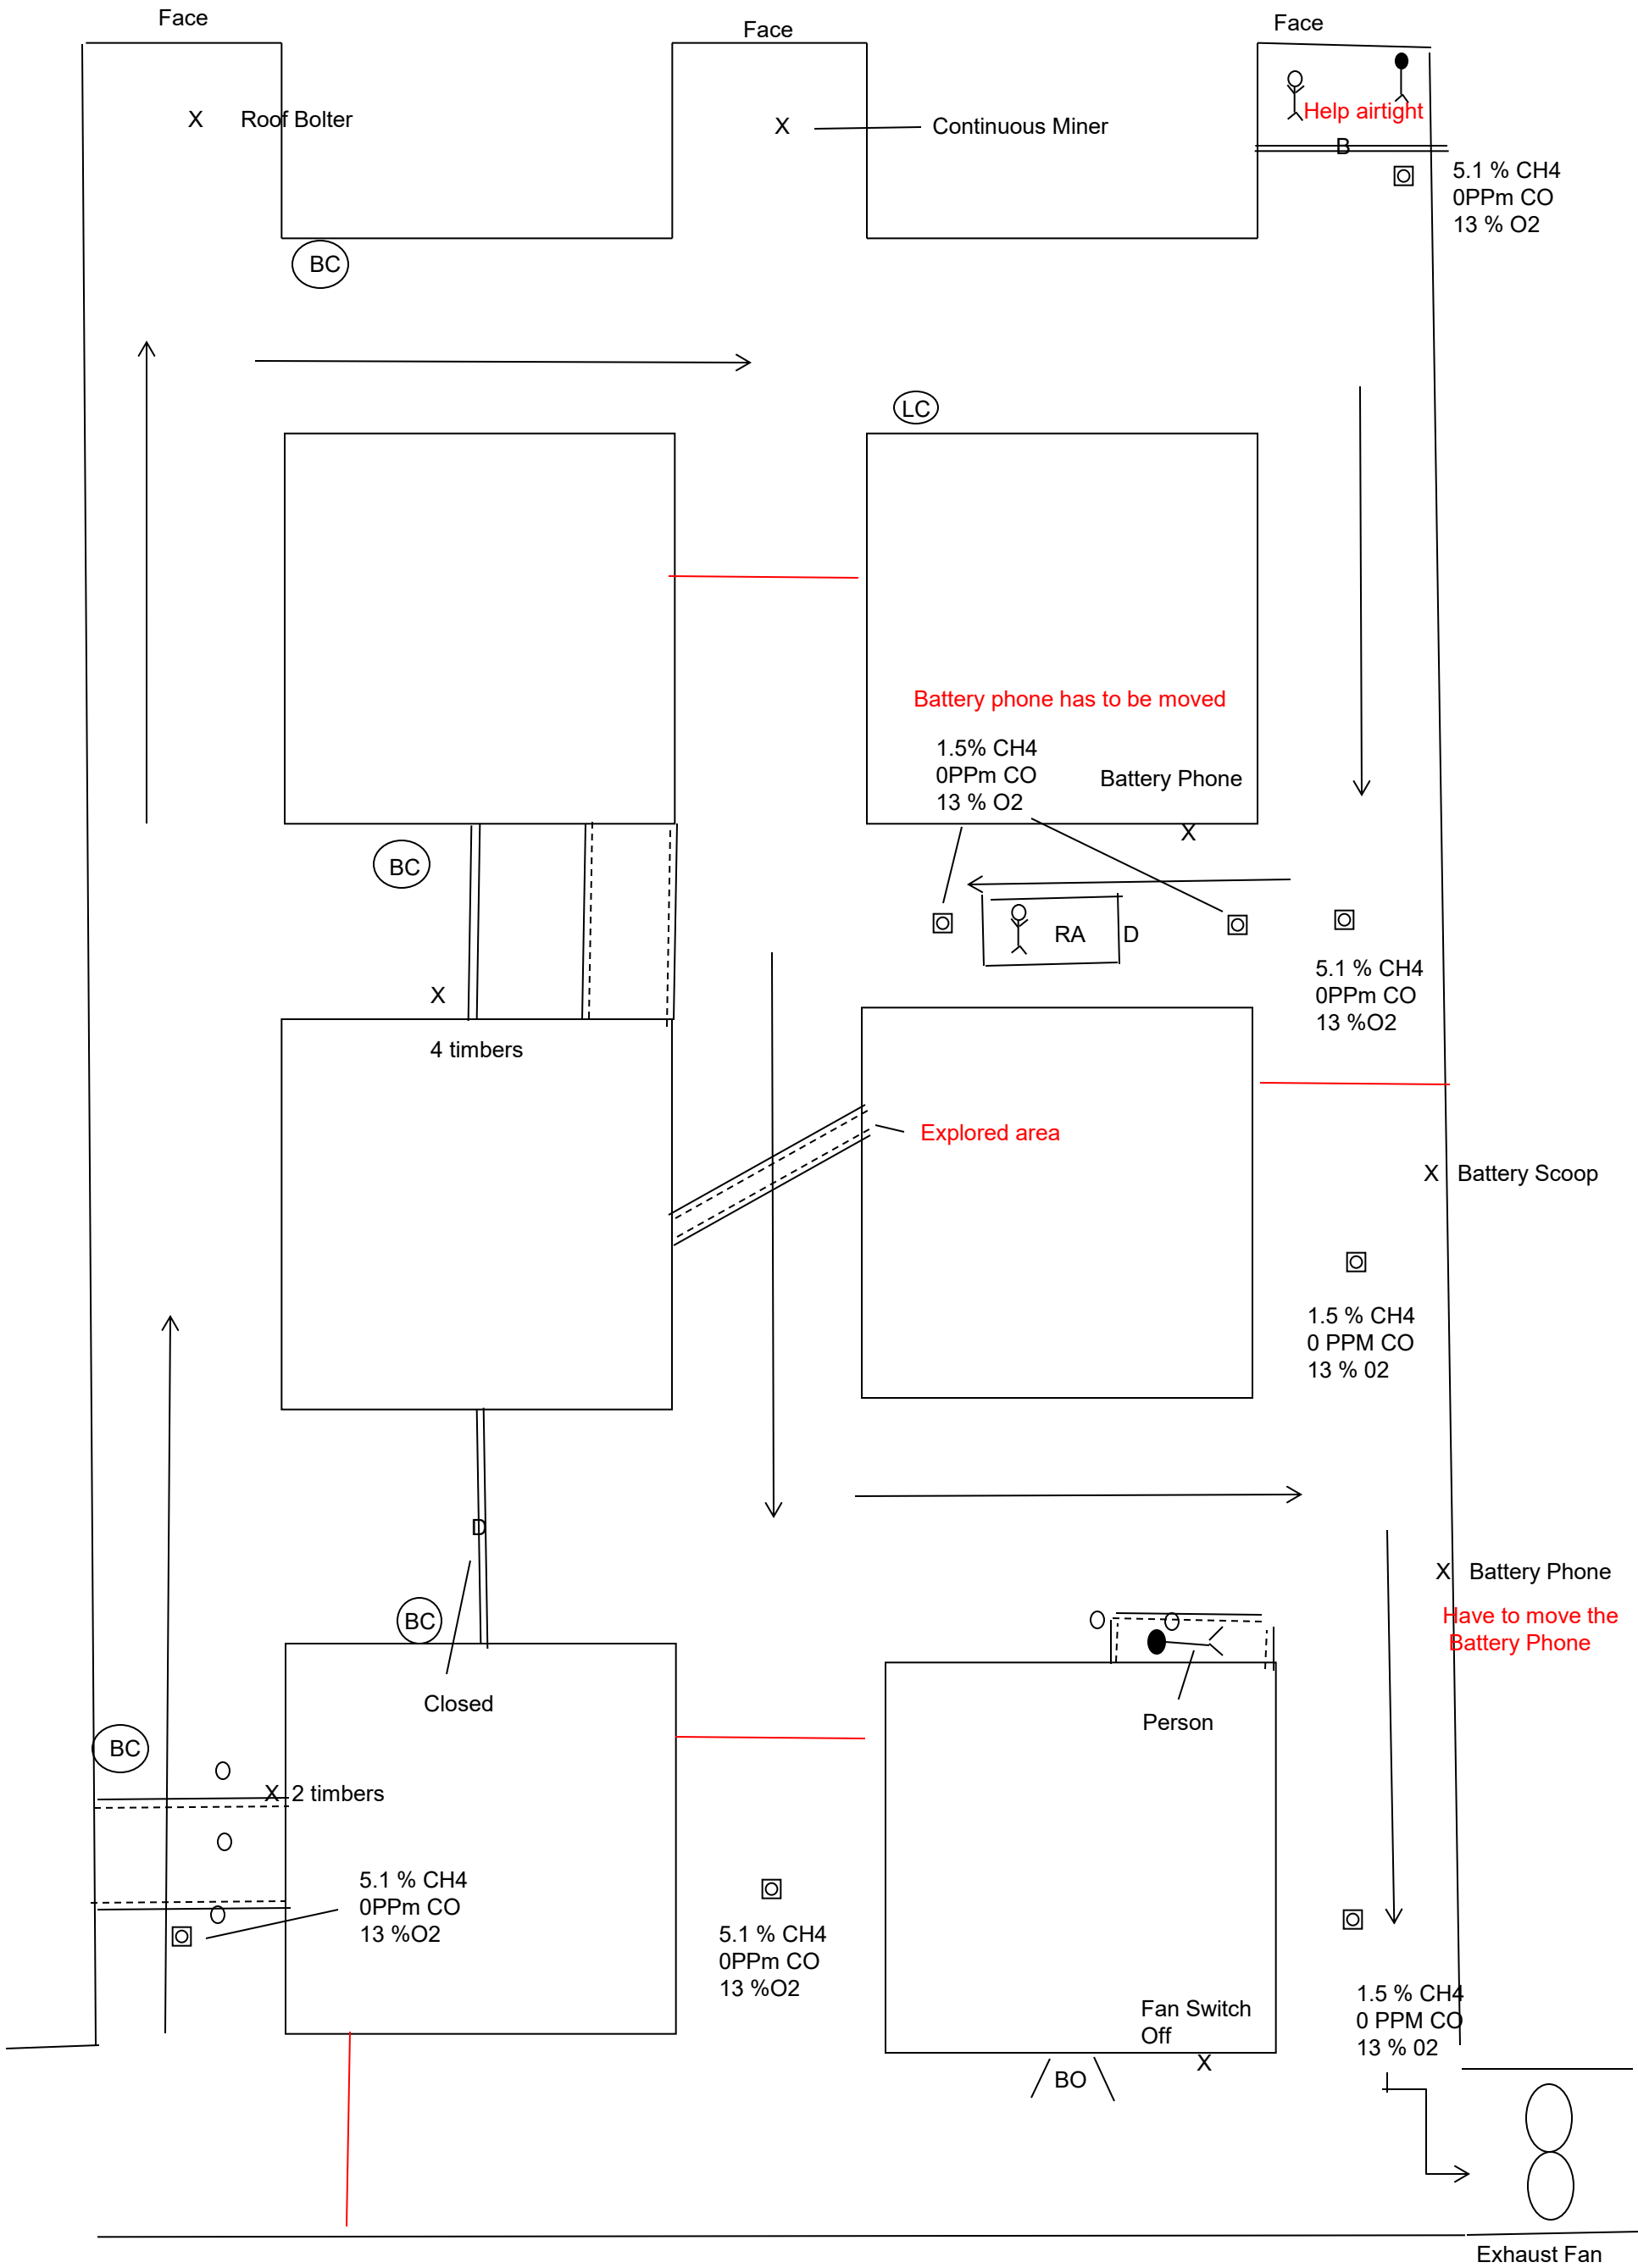 Face
Face
Face
X Roof Bolter
X Continuous Miner
Help airtight
B
5.1 % CH4
0PPm CO
13 % O2
BC
LC
Battery phone has to be moved
1.5% CH4
0PPm CO
13 % O2
Battery Phone
X
BC
RA D
5.1 % CH4
0PPm CO
13 %O2
X
4 timbers
Explored area
X Battery Scoop
1.5 % CH4
0 PPM CO
13 % 02
D
X Battery Phone
Have to move the
Battery Phone
BC
Closed
Person
BC
X 2 timbers
5.1 % CH4
0PPm CO
13 %O2
5.1 % CH4
0PPm CO
13 %O2
1.5 % CH4
0 PPM CO
13 % 02
Fan Switch
Off
X
BO
Exhaust Fan